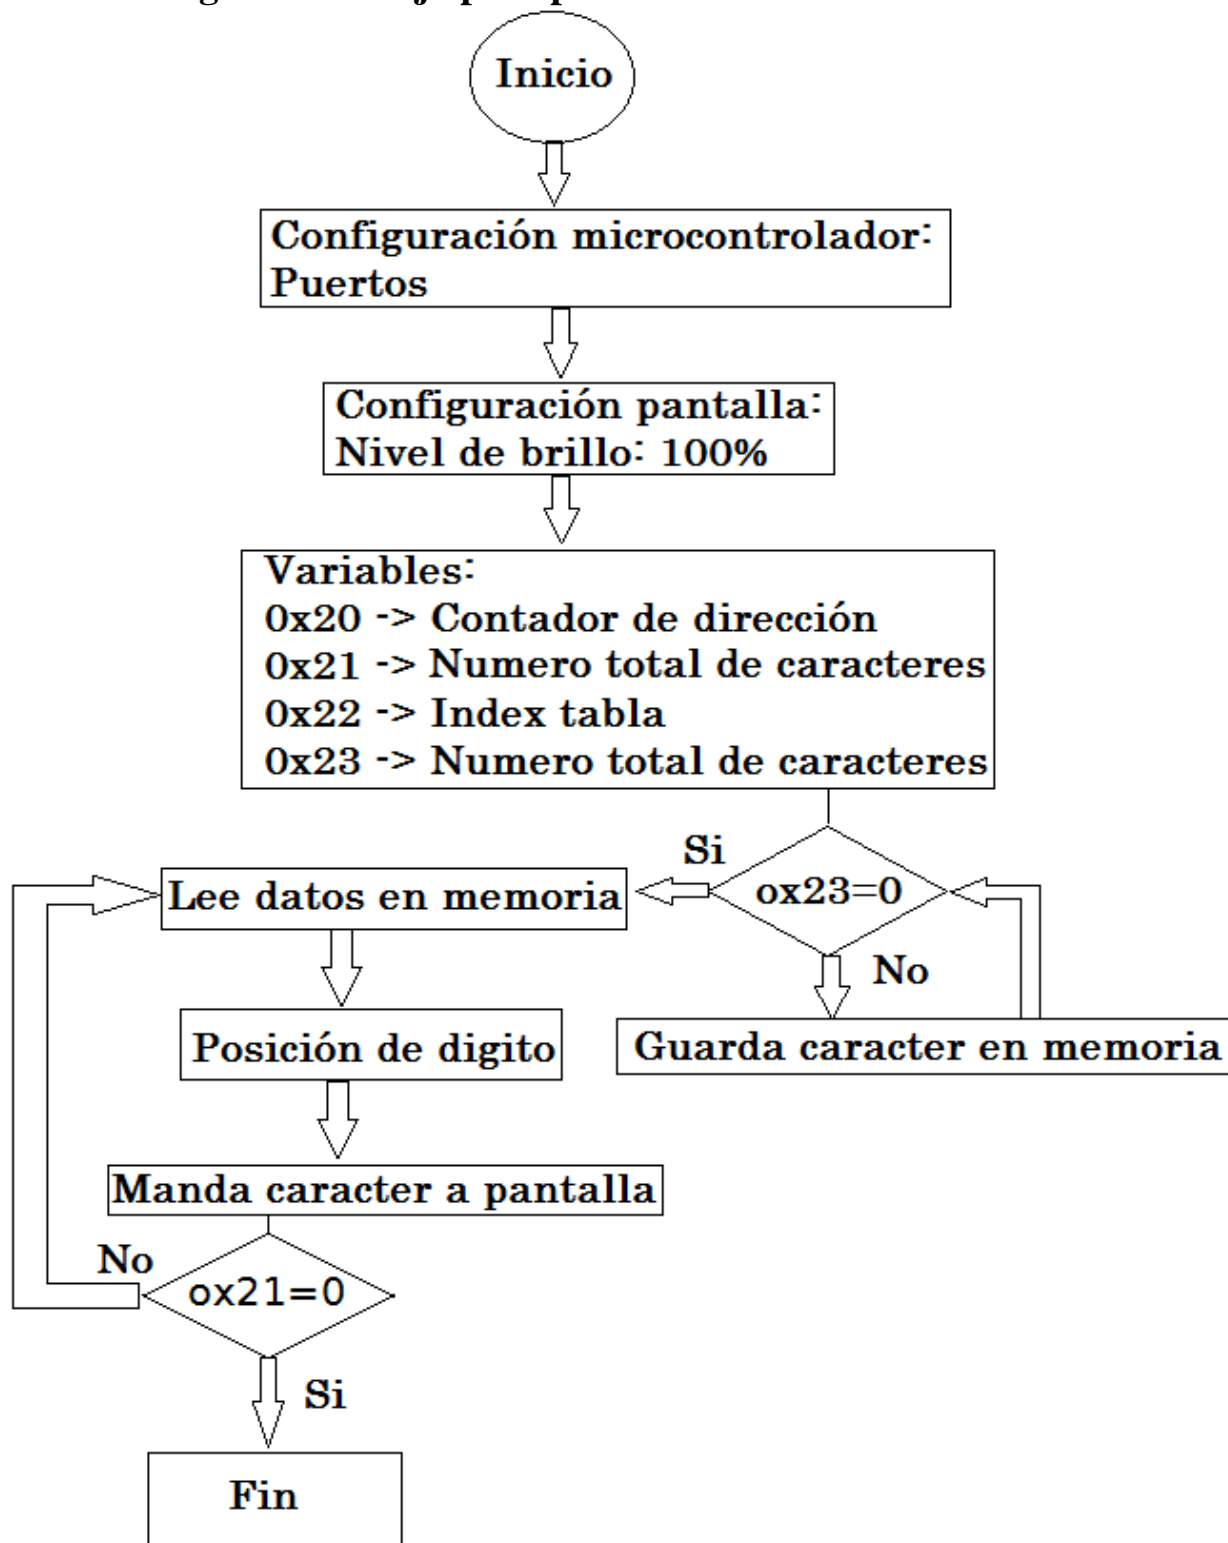 Inicio
Configuración microcontrolador:
Puertos
Configuración pantalla:
Nivel de brillo: 100%
Variables:
0x20 -> Contador de dirección
0x21 -> Numero total de caracteres
0x22 -> Index tabla
0x23 -> Numero total de caracteres
Si
ox23=0
No
Guarda caracter en memoria
Lee datos en memoria
Posición de digito
Manda caracter a pantalla
No
ox21=0
Si
Fin